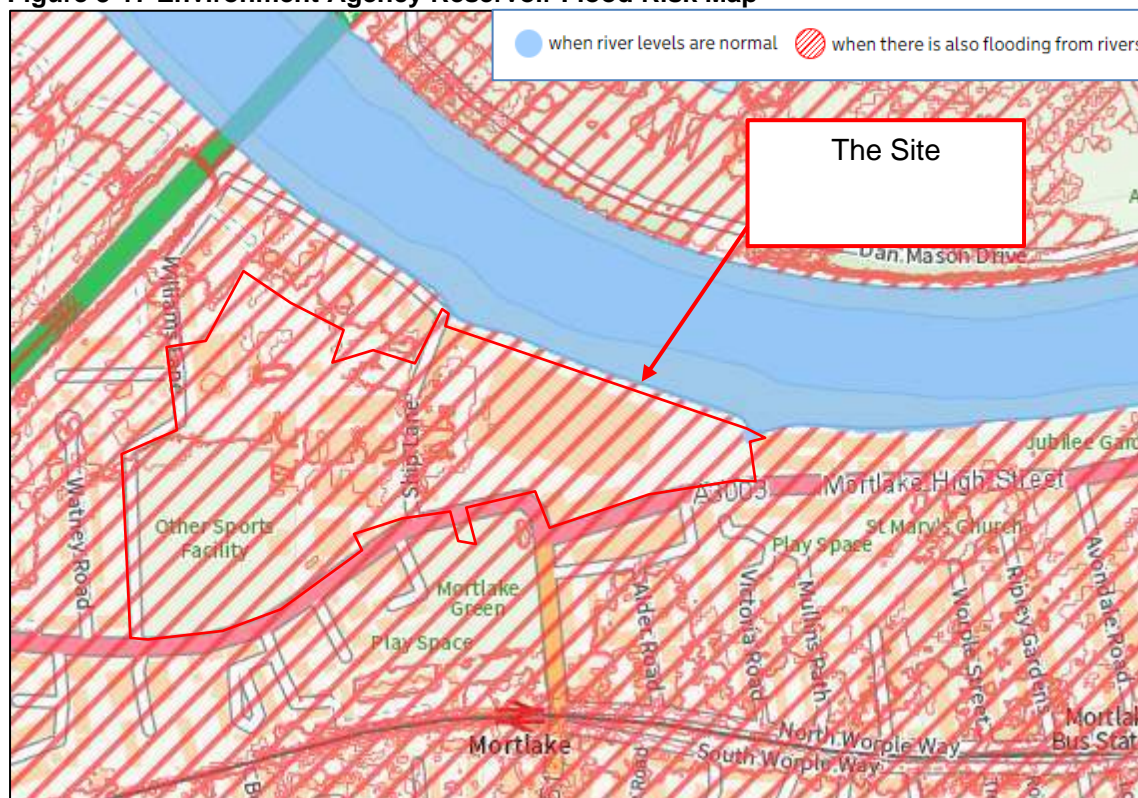 when river levels are normal
when there is also flooding from rivers
The Site
Dan Mason Drive
Williams Lane
Ship Lane
Jubilee Gard
A3003
Mortlake High Street
Watney Road
Other Sports
Facility
St Mary's Church
Play Space
Mortlake
Green
Play Space
Alder Road
Victoria Road
Mullins Path
Worple Street
Ripley Gardens
Avondale Road
Mortlake
North Worple Way
South Worple Way
Mortla
Bus Stat